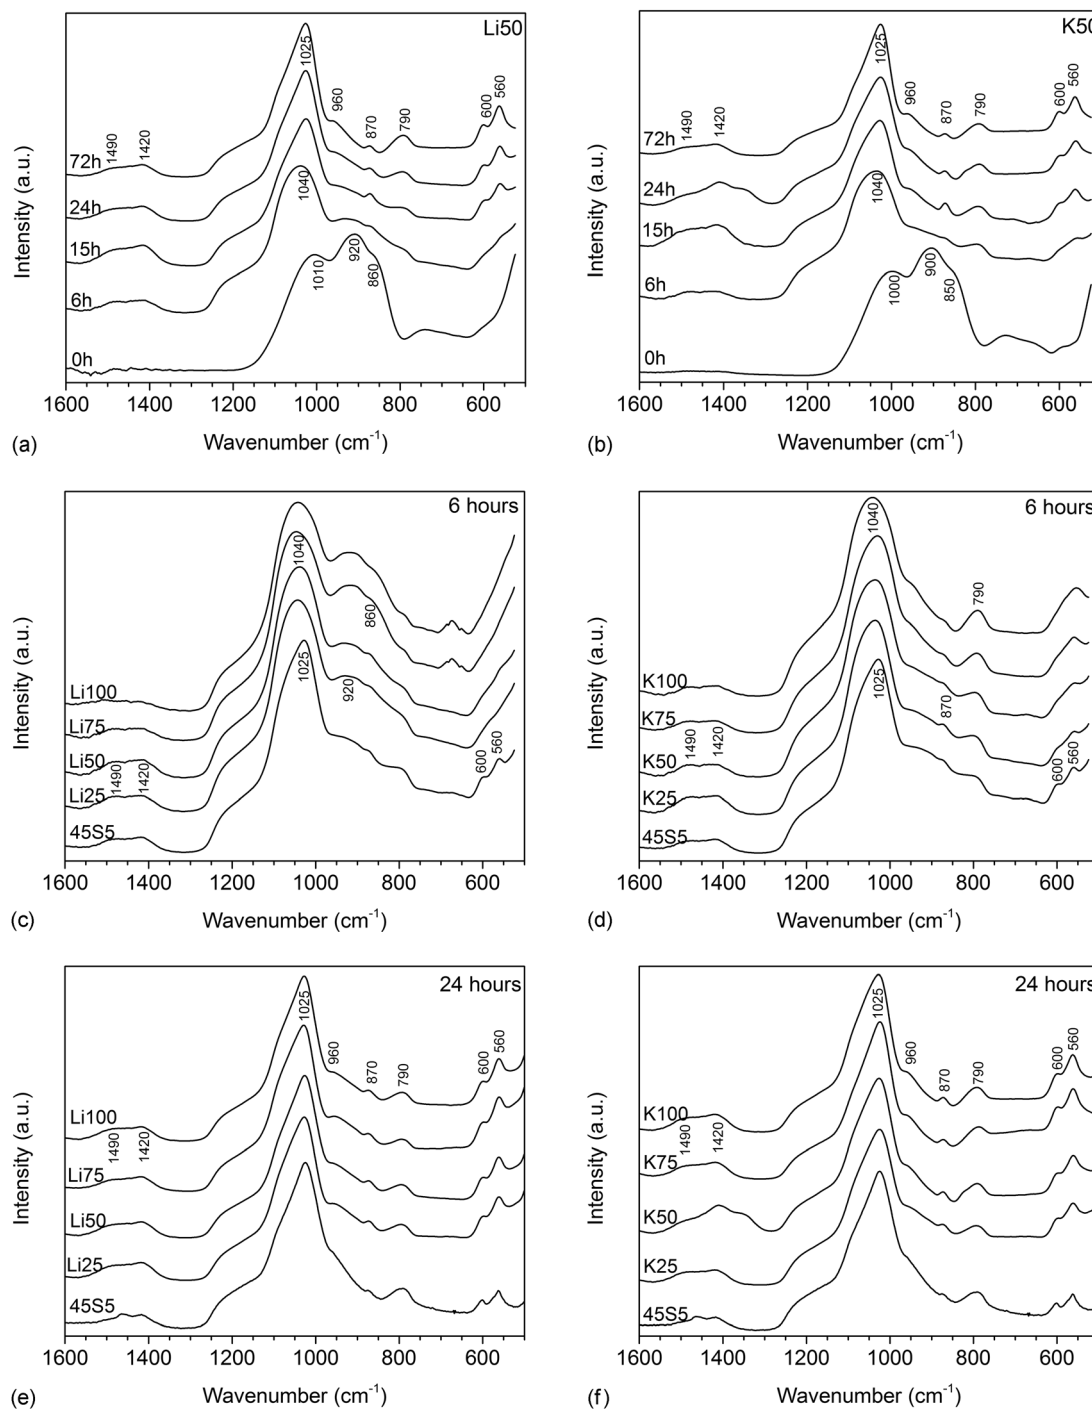 Li50
1025
960
870
790
600
560
1490
1420
72h
24h
15h
6h
0h
1040
1010
920
860
Intensity (a.u.)
1600 1400 1200 1000 800 600
Wavenumber (cm⁻¹)
(a)
K50
1025
960
870
790
600
560
1490
1420
72h
24h
15h
6h
0h
1040
1000
900
850
Intensity (a.u.)
1600 1400 1200 1000 800 600
Wavenumber (cm⁻¹)
(b)
6 hours
1040
860
1025
920
600
560
Li100
Li75
Li50
1490
1420
Li25
45S5
Intensity (a.u.)
1600 1400 1200 1000 800 600
Wavenumber (cm⁻¹)
(c)
6 hours
1040
790
1025
870
600
560
K100
K75
1490
1420
K50
K25
45S5
Intensity (a.u.)
1600 1400 1200 1000 800 600
Wavenumber (cm⁻¹)
(d)
24 hours
1025
960
870
790
600
560
Li100
1490
1420
Li75
Li50
Li25
45S5
Intensity (a.u.)
1600 1400 1200 1000 800 600
Wavenumber (cm⁻¹)
(e)
24 hours
1025
960
870
790
600
560
K100
1490
1420
K75
K50
K25
45S5
Intensity (a.u.)
1600 1400 1200 1000 800 600
Wavenumber (cm⁻¹)
(f)